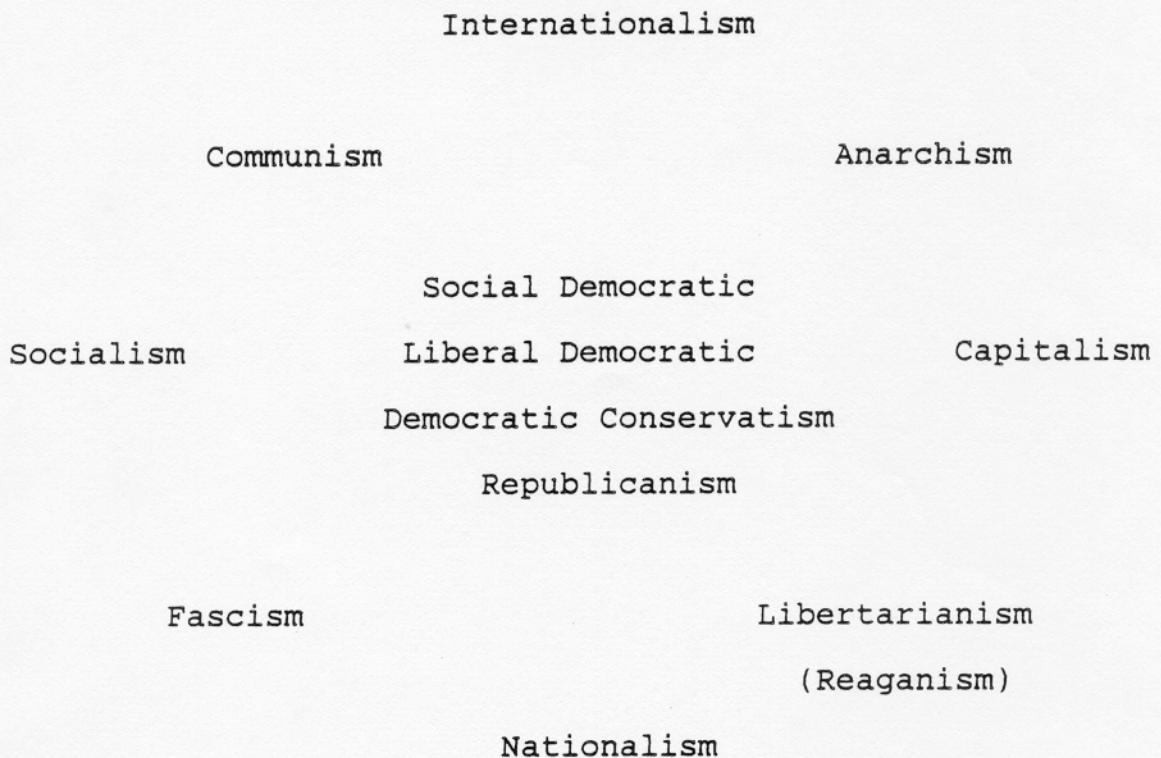 Internationalism
Communism Anarchism
Social Democratic
Socialism Liberal Democratic Capitalism
Democratic Conservatism
Republicanism
Fascism Libertarianism
(Reaganism)
Nationalism